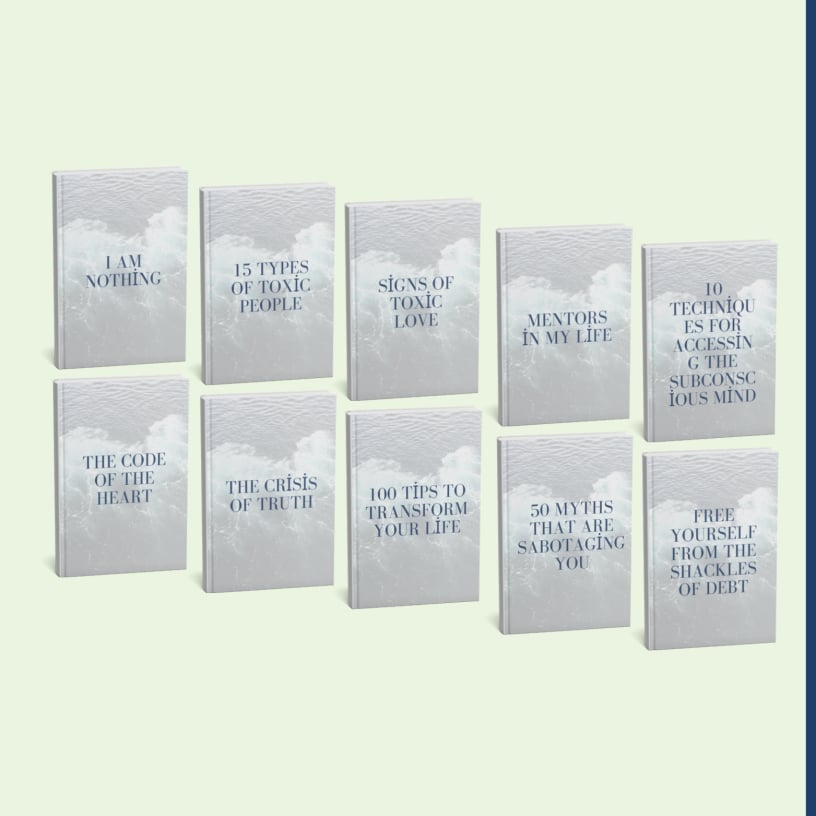 I AM
NOTHİNG
15 TYPES
OF TOXİC
PEOPLE
SİGNS OF
TOXİC
LOVE
MENTORS
İN MY LİFE
10
TECHNİQU
ES FOR
ACCESSİN
G THE
SUBCONSC
İOUS MİND
THE CODE
OF THE
HEART
THE CRİSİS
OF TRUTH
100 TİPS TO
TRANSFORM
YOUR LİFE
50 MYTHS
THAT ARE
SABOTAGİNG
YOU
FREE
YOURSELF
FROM THE
SHACKLES
OF DEBT